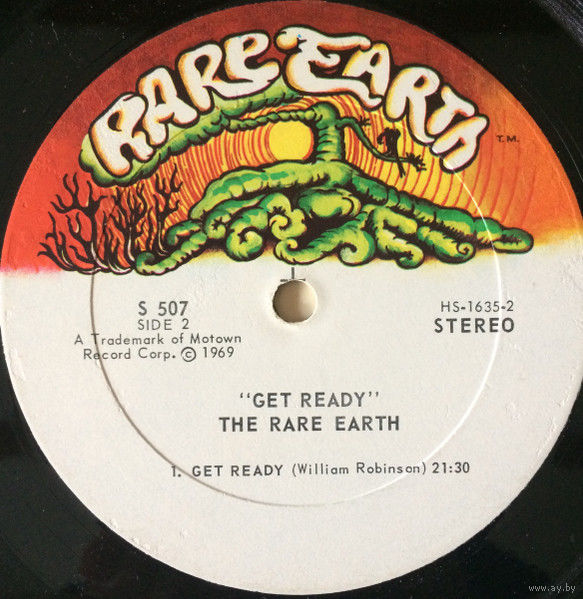 RARE EARTH
T.M.
S 507
SIDE 2
A Trademark of Motown
Record Corp. © 1969
HS-1635-2
STEREO
"GET READY"
THE RARE EARTH
1. GET READY (William Robinson) 21:30
www.ay.by